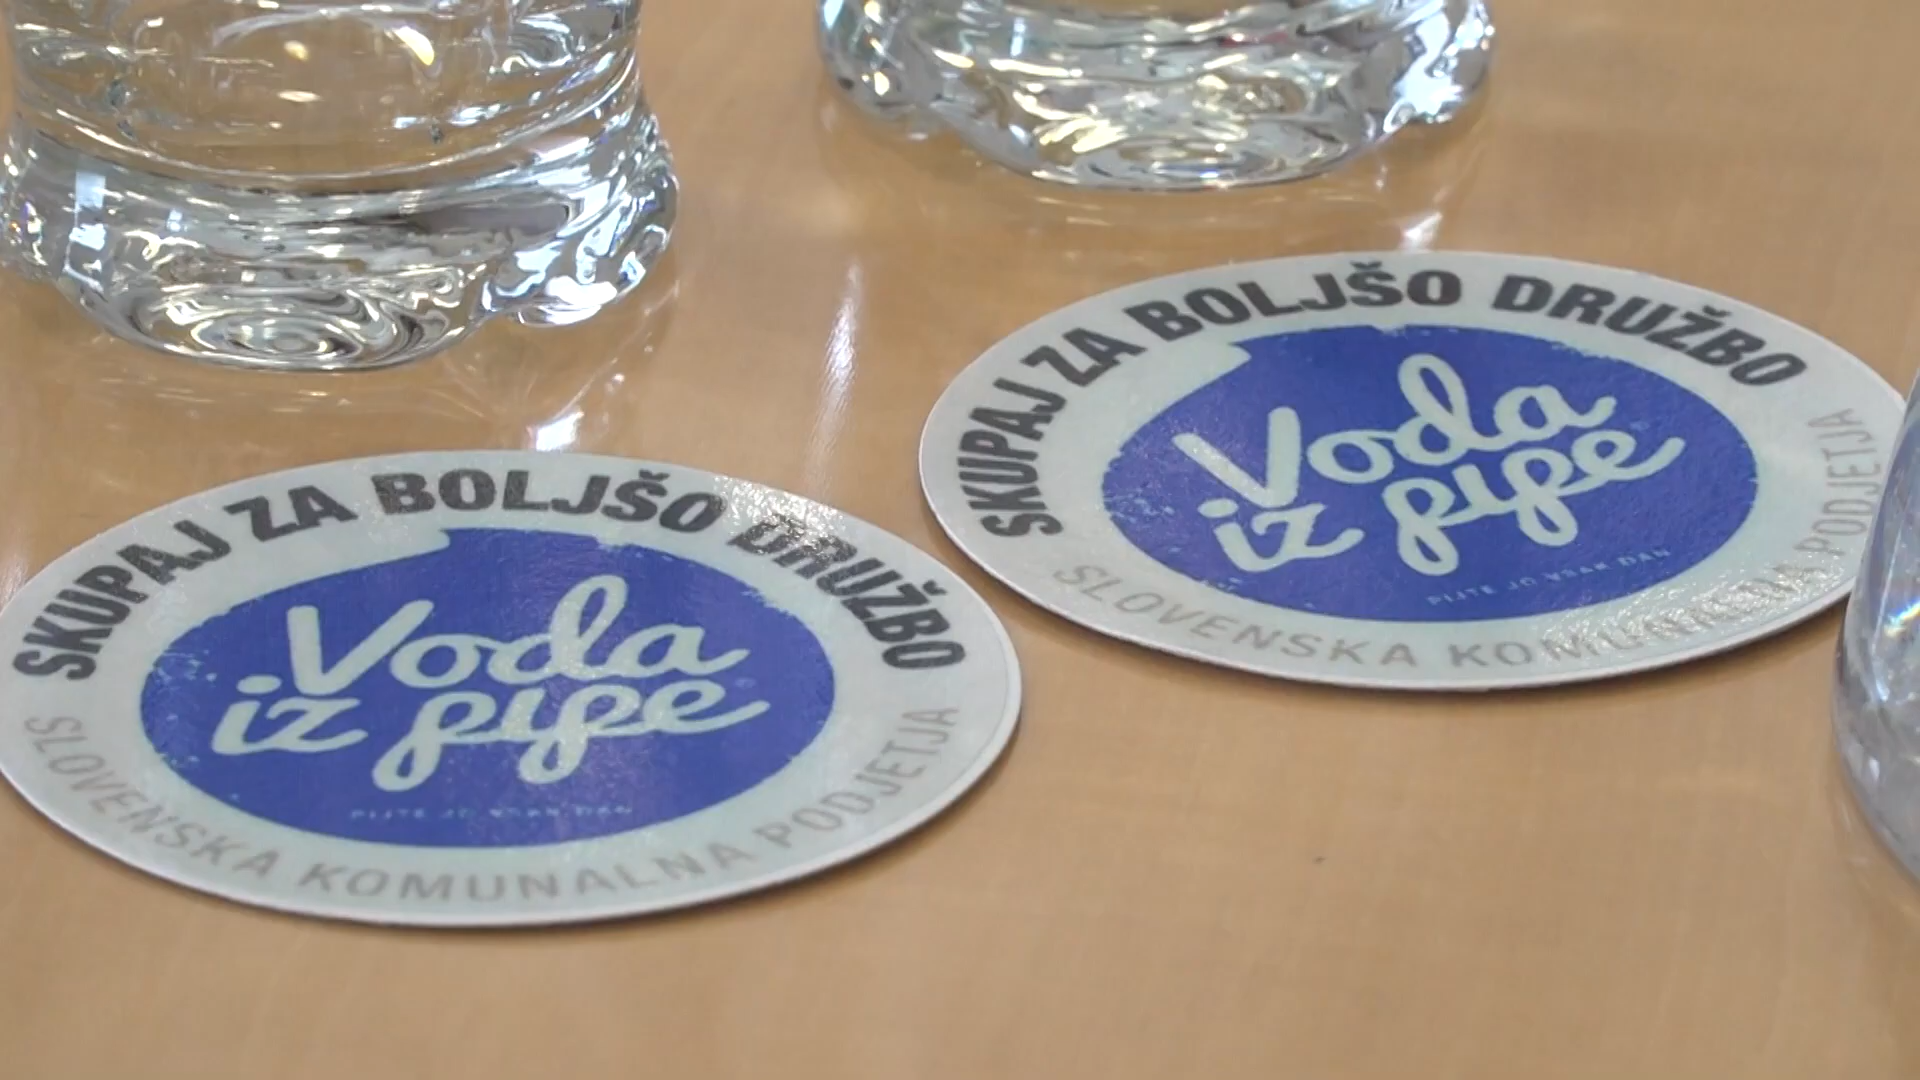 SKUPAJ ZA BOLJŠO DRUŽBO
Voda
iz pipe
PIJTE JO VSAK DAN
SLOVENSKA KOMUNALNA PODJETJA
SKUPAJ ZA BOLJŠO DRUŽBO
Voda
iz pipe
PIJTE JO VSAK DAN
SLOVENSKA KOMUNALNA PODJETJA